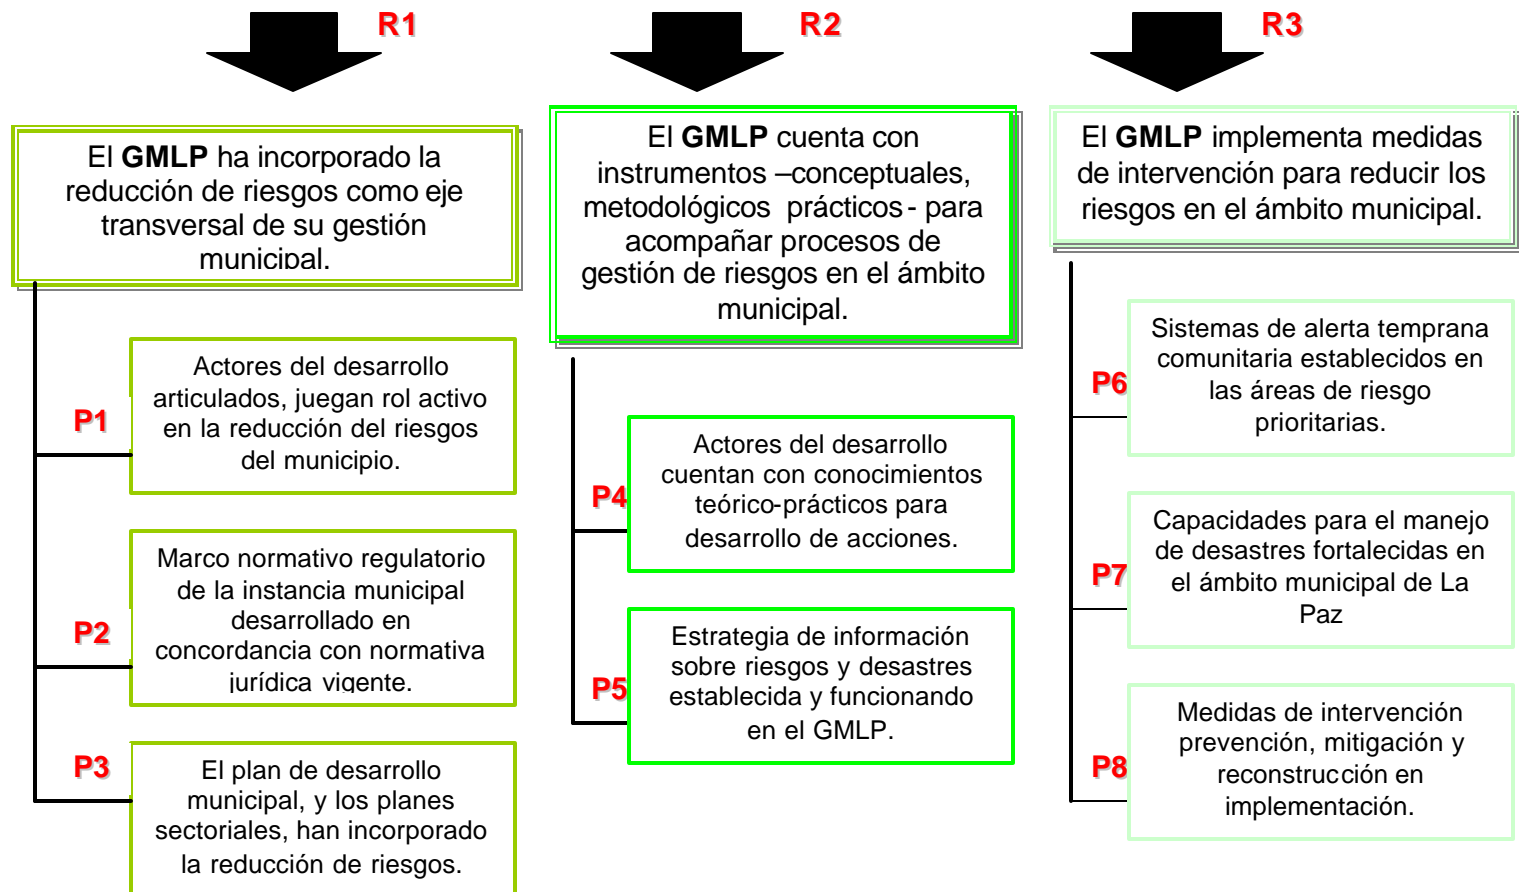 R1
El GMLP ha incorporado la
reducción de riesgos como eje
transversal de su gestión
municipal.
P1
Actores del desarrollo
articulados, juegan rol activo
en la reducción del riesgos
del municipio.
P2
Marco normativo regulatorio
de la instancia municipal
desarrollado en
concordancia con normativa
jurídica vigente.
P3
El plan de desarrollo
municipal, y los planes
sectoriales, han incorporado
la reducción de riesgos.
R2
El GMLP cuenta con
instrumentos –conceptuales,
metodológicos prácticos- para
acompañar procesos de
gestión de riesgos en el ámbito
municipal.
P4
Actores del desarrollo
cuentan con conocimientos
teórico-prácticos para
desarrollo de acciones.
P5
Estrategia de información
sobre riesgos y desastres
establecida y funcionando
en el GMLP.
R3
El GMLP implementa medidas
de intervención para reducir los
riesgos en el ámbito municipal.
P6
Sistemas de alerta temprana
comunitaria establecidos en
las áreas de riesgo
prioritarias.
P7
Capacidades para el manejo
de desastres fortalecidas en
el ámbito municipal de La
Paz
P8
Medidas de intervención
prevención, mitigación y
reconstrucción en
implementación.